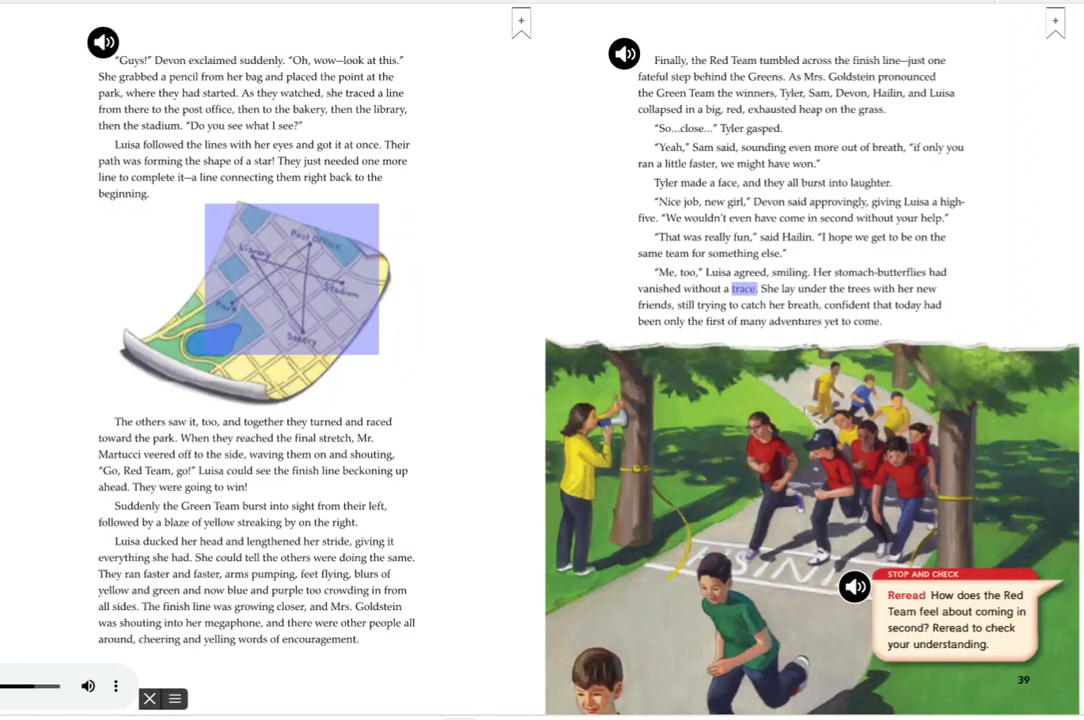 "Guys!" Devon exclaimed suddenly. "Oh, wow—look at this."
She grabbed a pencil from her bag and placed the point at the
park, where they had started. As they watched, she traced a line
from there to the post office, then to the bakery, then the library,
then the stadium. "Do you see what I see?"
Luisa followed the lines with her eyes and got it at once. Their
path was forming the shape of a star! They just needed one more
line to complete it—a line connecting them right back to the
beginning.
Post Office
Library
Stadium
Park
Bakery
The others saw it, too, and together they turned and raced
toward the park. When they reached the final stretch, Mr.
Martucci veered off to the side, waving them on and shouting,
"Go, Red Team, go!" Luisa could see the finish line beckoning up
ahead. They were going to win!
Suddenly the Green Team burst into sight from their left,
followed by a blaze of yellow streaking by on the right.
Luisa ducked her head and lengthened her stride, giving it
everything she had. She could tell the others were doing the same.
They ran faster and faster, arms pumping, feet flying, blurs of
yellow and green and now blue and purple too crowding in from
all sides. The finish line was growing closer, and Mrs. Goldstein
was shouting into her megaphone, and there were other people all
around, cheering and yelling words of encouragement.
Finally, the Red Team tumbled across the finish line—just one
fateful step behind the Greens. As Mrs. Goldstein pronounced
the Green Team the winners, Tyler, Sam, Devon, Hailin, and Luisa
collapsed in a big, red, exhausted heap on the grass.
"So...close..." Tyler gasped.
"Yeah," Sam said, sounding even more out of breath, "if only you
ran a little faster, we might have won."
Tyler made a face, and they all burst into laughter.
"Nice job, new girl," Devon said approvingly, giving Luisa a high-
five. "We wouldn't even have come in second without your help."
"That was really fun," said Hailin. "I hope we get to be on the
same team for something else."
"Me, too," Luisa agreed, smiling. Her stomach-butterflies had
vanished without a trace. She lay under the trees with her new
friends, still trying to catch her breath, confident that today had
been only the first of many adventures yet to come.
STOP AND CHECK
Reread How does the Red
Team feel about coming in
second? Reread to check
your understanding.
39